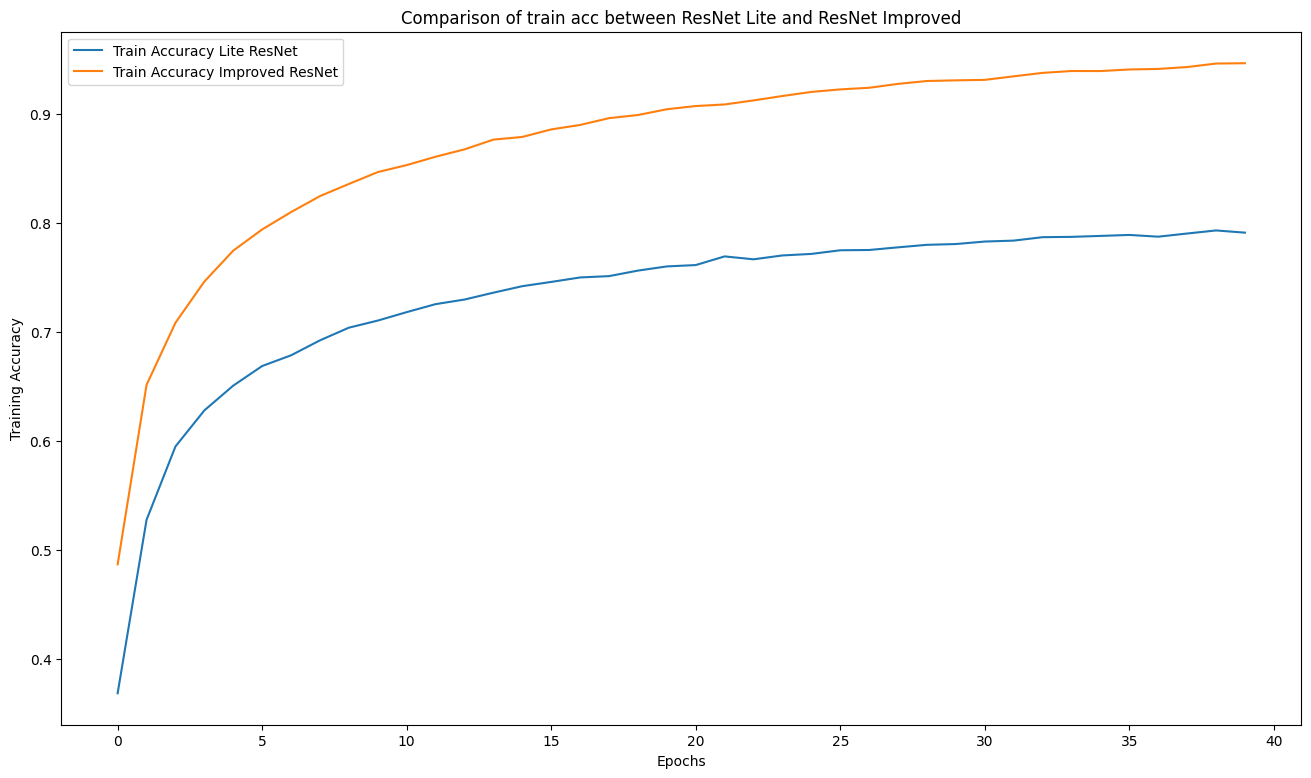 Comparison of train acc between ResNet Lite and ResNet Improved
Train Accuracy Lite ResNet
Train Accuracy Improved ResNet
0.9
0.8
0.7
0.6
0.5
0.4
Training Accuracy
0 5 10 15 20 25 30 35 40
Epochs